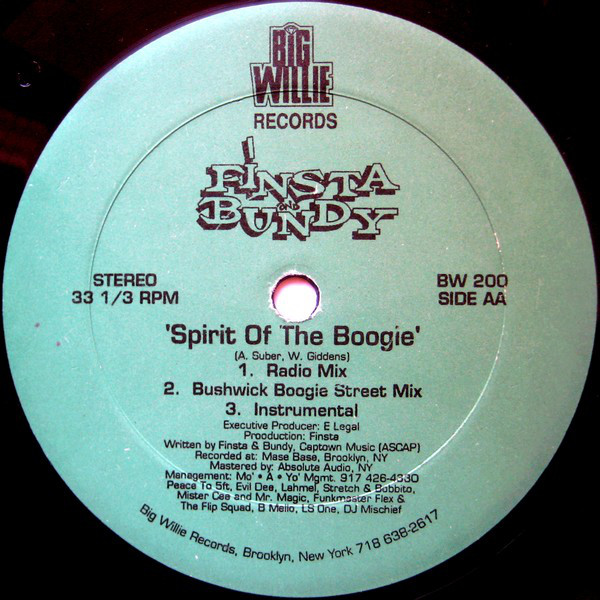 BIG
WILLIE
RECORDS
FINSTA
AND
BUNDY
STEREO
33 1/3 RPM
BW 200
SIDE AA
'Spirit Of The Boogie'
(A. Suber, W. Giddens)
1. Radio Mix
2. Bushwick Boogie Street Mix
3. Instrumental
Executive Producer: E Legal
Prooduction: Finsta
Written by Finsta & Bundy, Captown Music (ASCAP)
Recorded at: Mase Base, Brooklyn, NY
Mastered by: Absolute Audio, NY
Management: Mo' • A • Yo' Mgmt. 917 426-4330
Peace To 5ft, Evil Dee, Lahmel, Stretch & Bobbito,
Mister Cee and Mr. Magic, Funkmaster Flex &
The Flip Squad, B Mello, LS One, DJ Mischief
Big Willie Records, Brooklyn, New York 718 638-2617